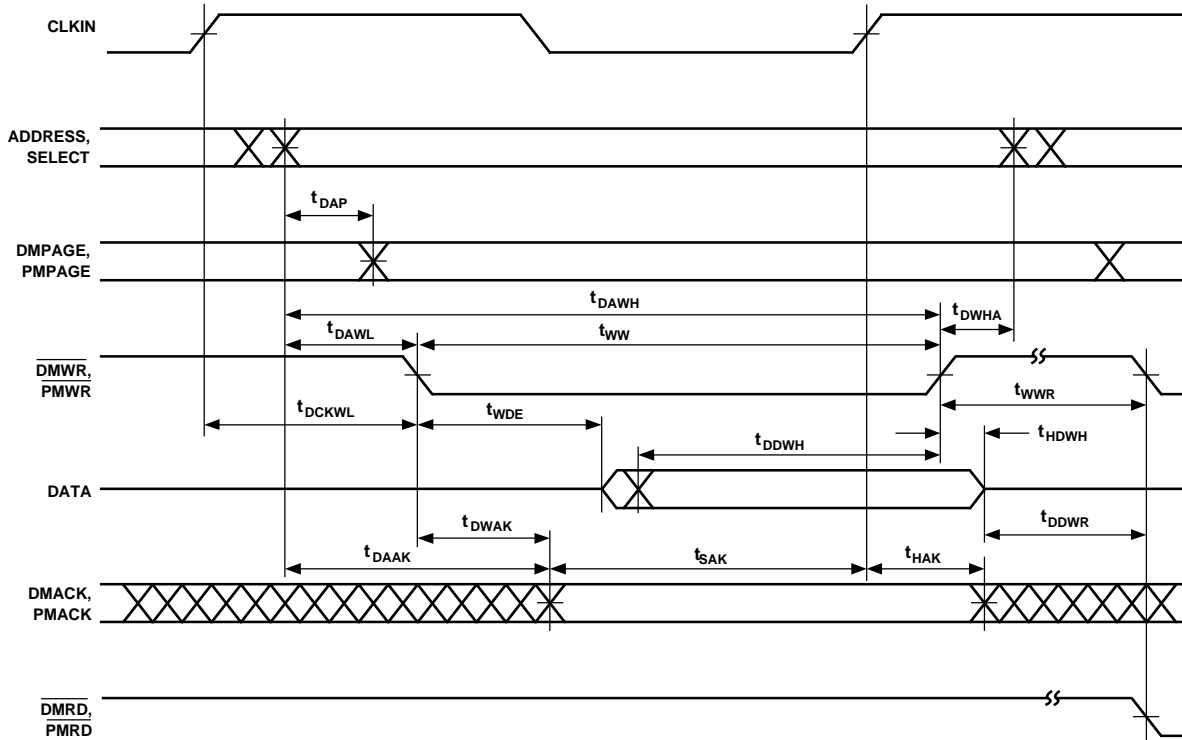 CLKIN
ADDRESS,
SELECT
tDAP
DMPAGE,
PMPAGE
tDAWH
tDWHA
tDAWL
tWW
DMWR,
PMWR
tWWR
tDCKWL
tWDE
tHDWH
tDDWH
DATA
tDWAK
tDDWR
tDAAK
tSAK
tHAK
DMACK,
PMACK
DMRD,
PMRD